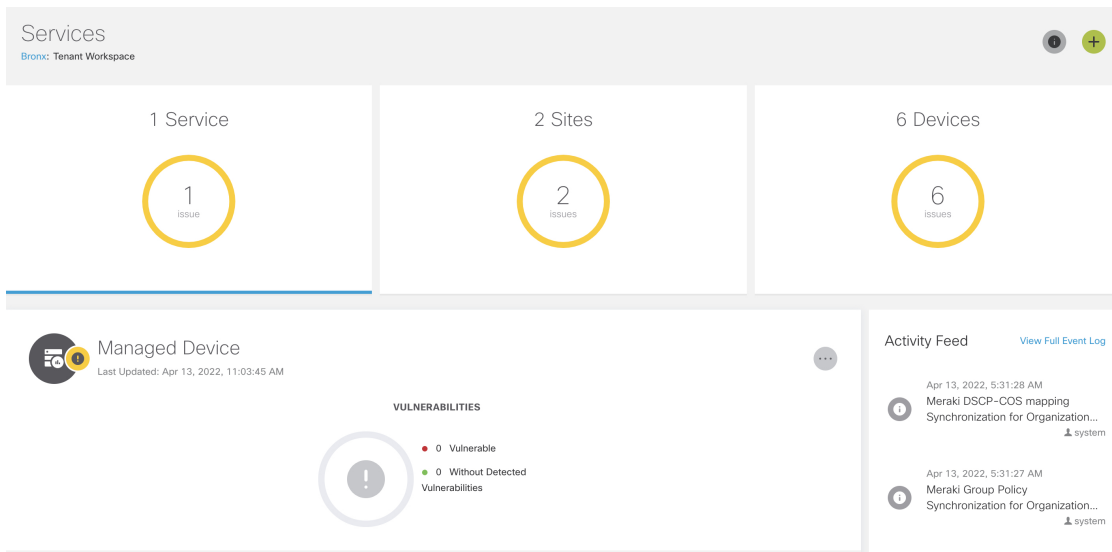 Services
Bronx: Tenant Workspace
1 Service
1
issue
2 Sites
2
issues
6 Devices
6
issues
Managed Device
Last Updated: Apr 13, 2022, 11:03:45 AM
VULNERABILITIES
0 Vulnerable
0 Without Detected
Vulnerabilities
Activity Feed
View Full Event Log
Apr 13, 2022, 5:31:28 AM
Meraki DSCP-COS mapping
Synchronization for Organization...
system
Apr 13, 2022, 5:31:27 AM
Meraki Group Policy
Synchronization for Organization...
system